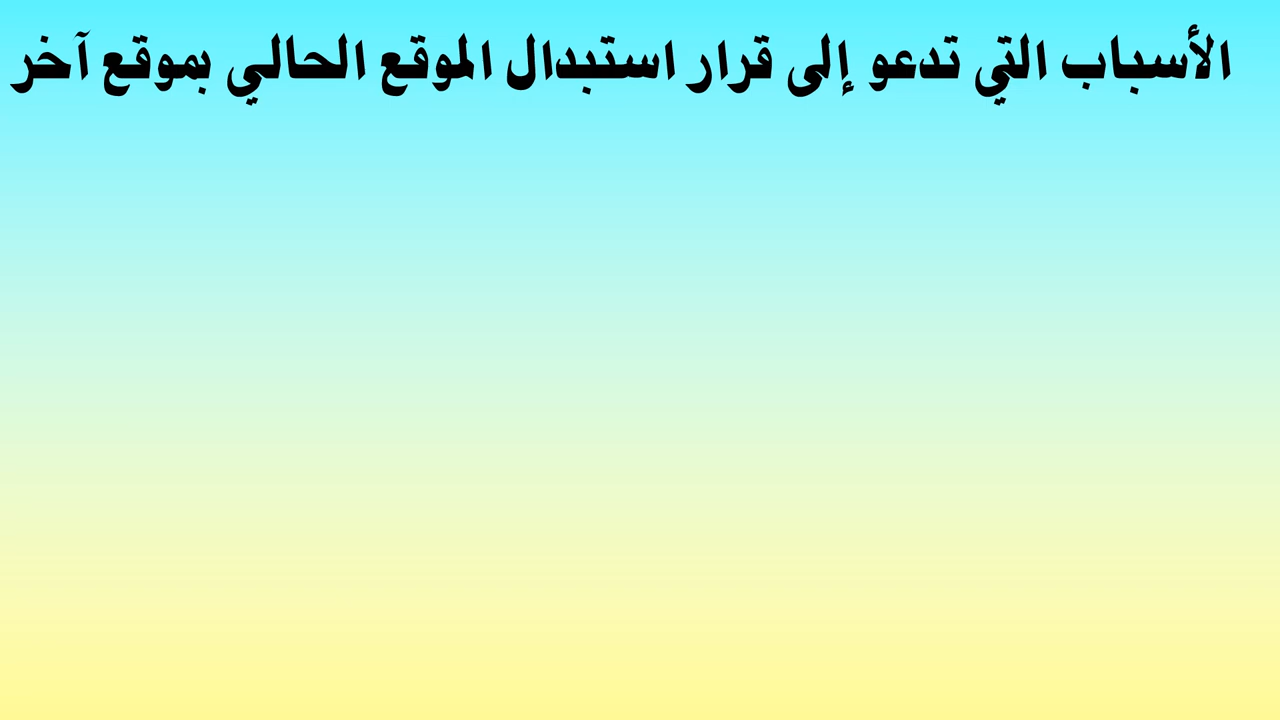 الأسباب التي تدعو إلى قرار استبدال الموقع الحالي بموقع آخر